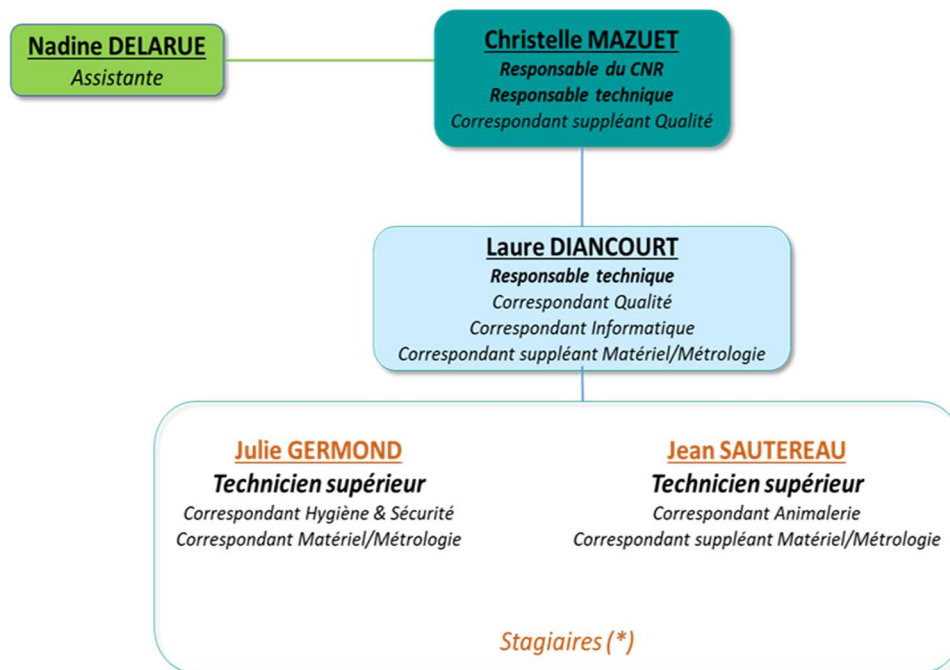 Nadine DELARUE
Assistante
Christelle MAZUET
Responsable du CNR
Responsable technique
Correspondant suppléant Qualité
Laure DIANCOURT
Responsable technique
Correspondant Qualité
Correspondant Informatique
Correspondant suppléant Matériel/Métrologie
Julie GERMOND
Technicien supérieur
Correspondant Hygiène & Sécurité
Correspondant Matériel/Métrologie
Jean SAUTEREAU
Technicien supérieur
Correspondant Animalerie
Correspondant suppléant Matériel/Métrologie
Stagiaires (*)